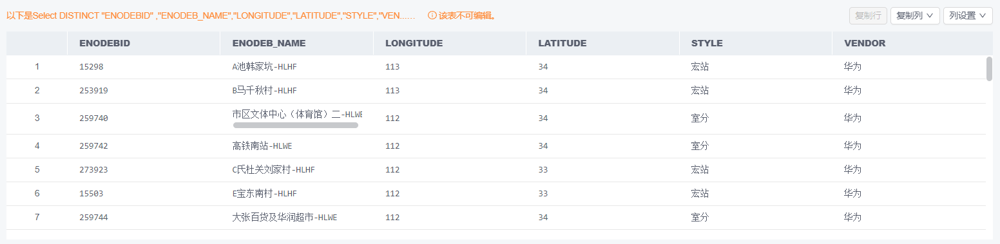 以下是Select DISTINCT "ENODEBID" ,"ENODEB_NAME","LONGITUDE","LATITUDE","STYLE","VEN...... 该表不可编辑。 复制行 复制列 列设置
ENODEBID ENODEB_NAME LONGITUDE LATITUDE STYLE VENDOR
1 15298 A池韩家坑-HLHF 113 34 宏站 华为
2 253919 B马千秋村-HLHF 113 34 宏站 华为
3 259740 市区文体中心（体育馆）二-HLWE 112 34 室分 华为
4 259742 高铁南站-HLWE 112 34 室分 华为
5 273923 C氏杜关刘家村-HLHF 112 33 宏站 华为
6 15503 E宝东南村-HLHF 112 33 宏站 华为
7 259744 大张百货及华润超市-HLWE 112 34 室分 华为